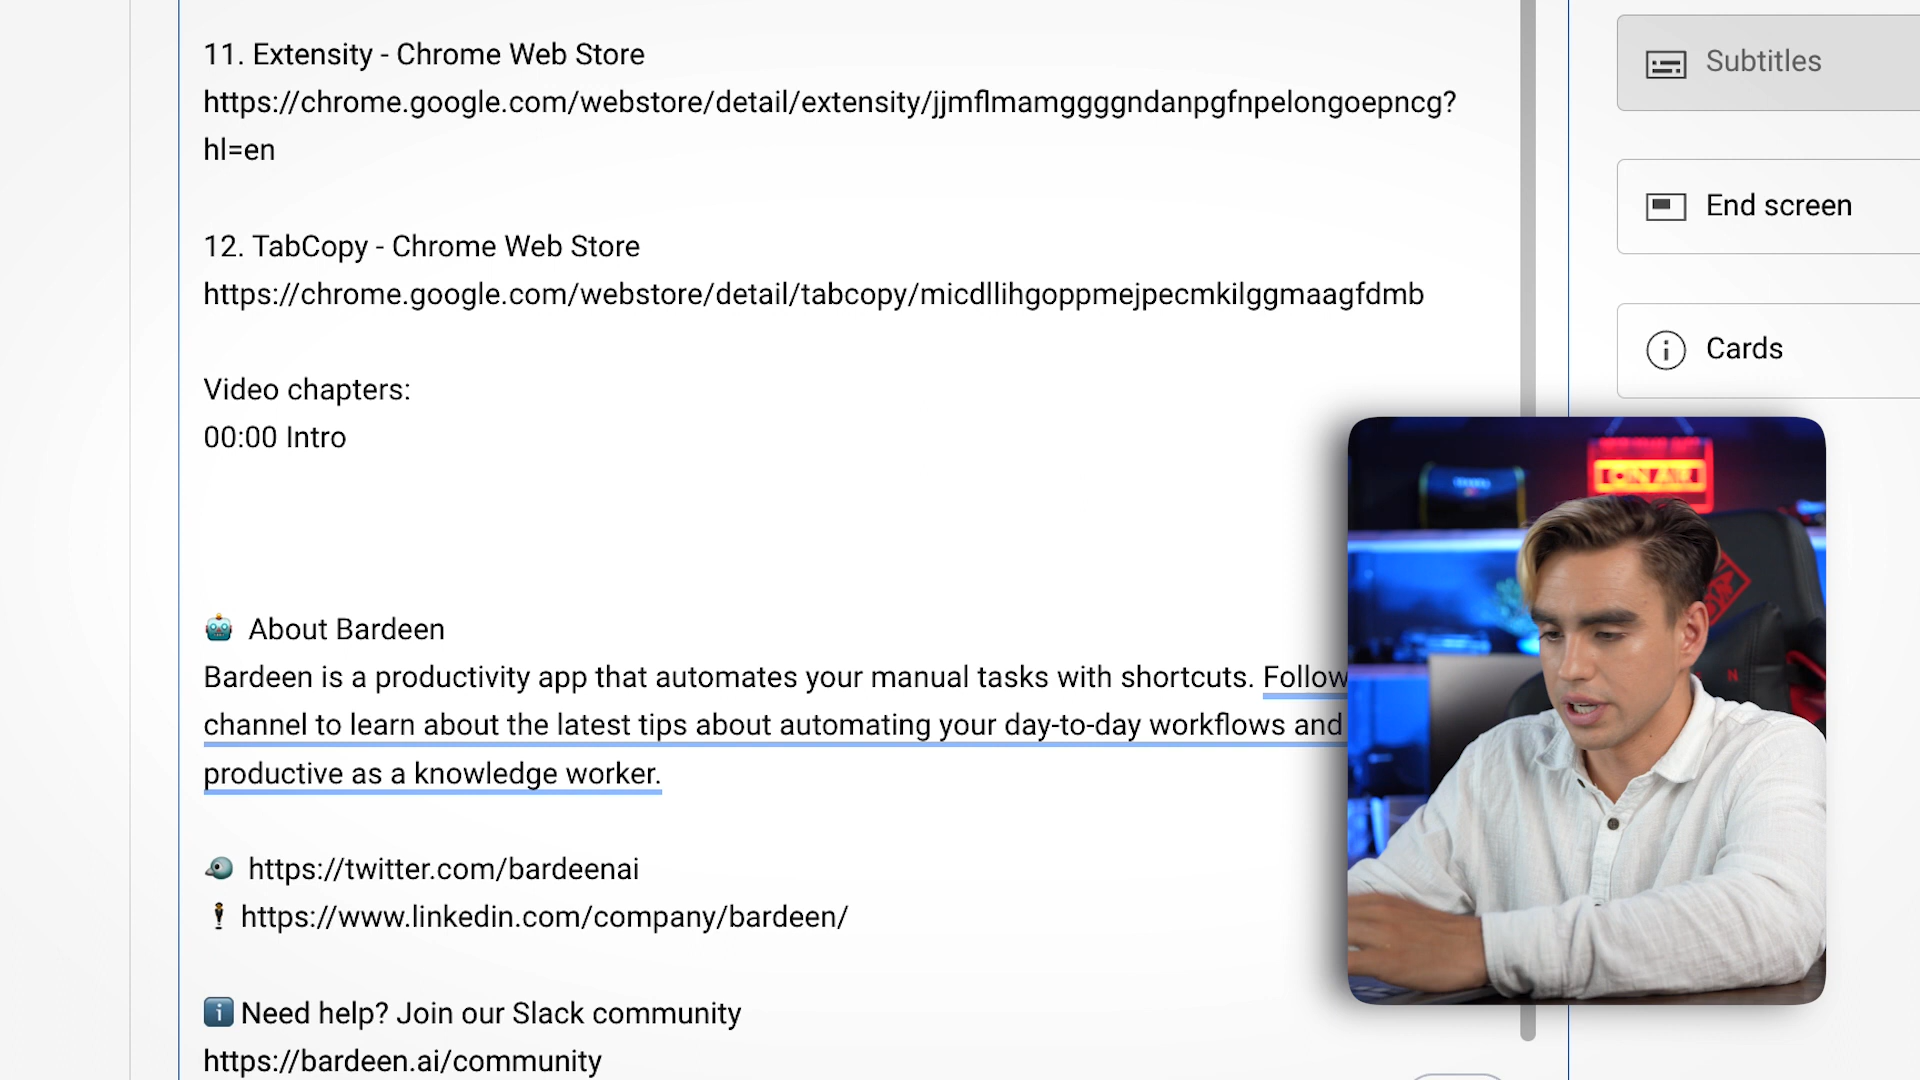 11. Extensity - Chrome Web Store
https://chrome.google.com/webstore/detail/extensity/jjmflmamggggndanpgfnpelongoepncg?
hl=en
12. TabCopy - Chrome Web Store
https://chrome.google.com/webstore/detail/tabcopy/micdllihgoppmejpecmkilggmaagfdmb
Video chapters:
00:00 Intro
About Bardeen
Bardeen is a productivity app that automates your manual tasks with shortcuts. Follow
channel to learn about the latest tips about automating your day-to-day workflows and
productive as a knowledge worker.
https://twitter.com/bardeenai
https://www.linkedin.com/company/bardeen/
Need help? Join our Slack community
https://bardeen.ai/community
Subtitles
End screen
Cards
ON AIR